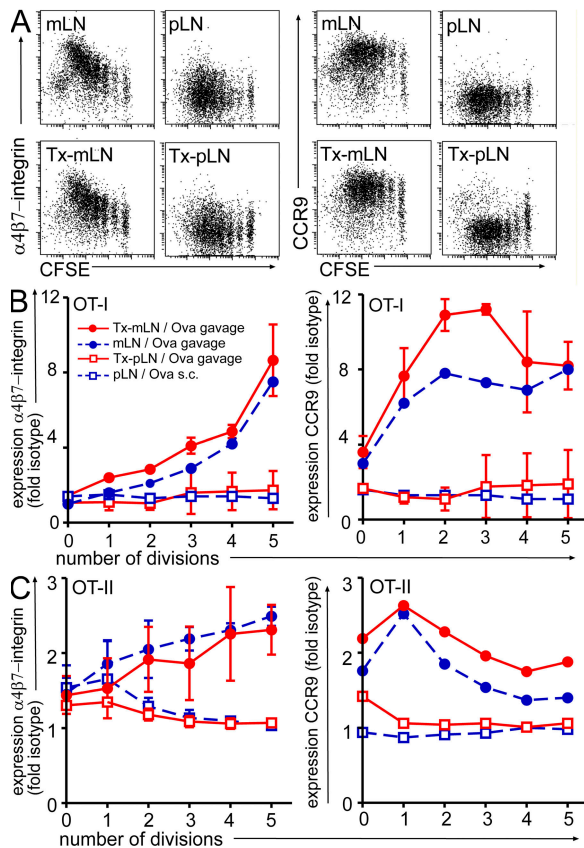 A
mLN
pLN
mLN
pLN
Tx-mLN
Tx-pLN
Tx-mLN
Tx-pLN
α4β7–integrin
CCR9
CFSE
CFSE
B
OT-I
OT-I
Tx-mLN / Ova gavage
mLN / Ova gavage
Tx-pLN / Ova gavage
pLN / Ova s.c.
expression α4β7–integrin
(fold isotype)
expression CCR9 (fold isotype)
12
8
4
0
12
8
4
0
0 1 2 3 4 5
0 1 2 3 4 5
number of divisions
C
OT-II
OT-II
expression α4β7–integrin
(fold isotype)
expression CCR9 (fold isotype)
3
2
1
0
3
2
1
0
0 1 2 3 4 5
0 1 2 3 4 5
number of divisions